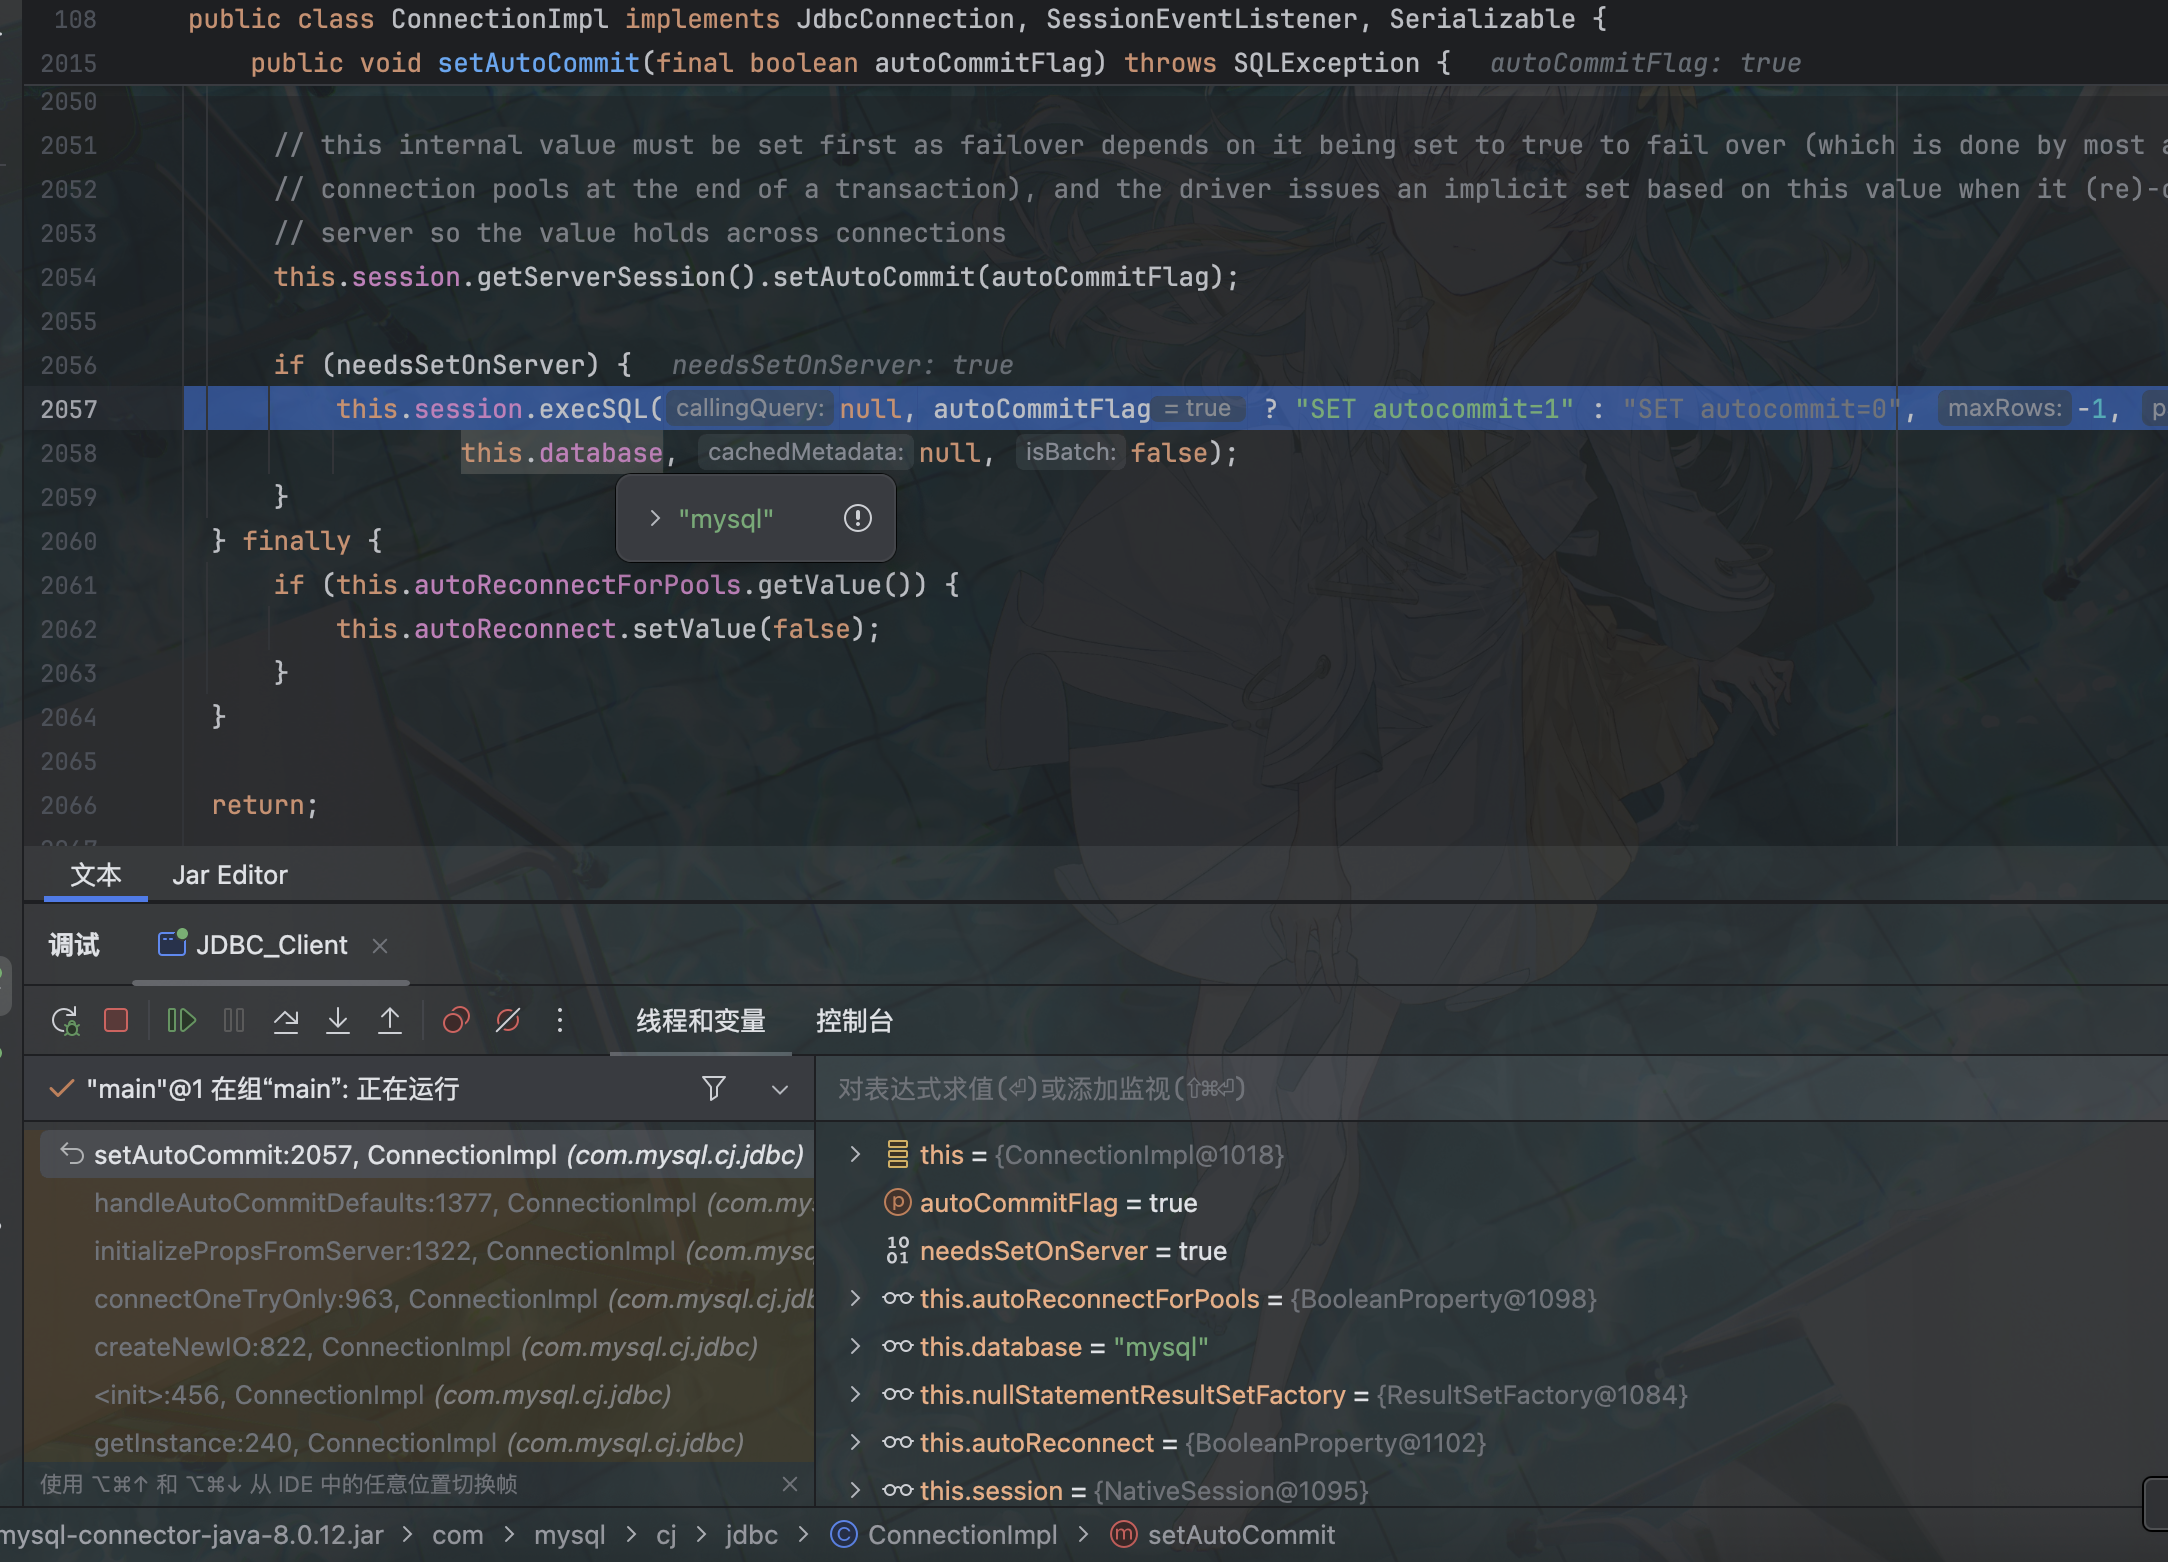 108 public class ConnectionImpl implements JdbcConnection, SessionEventListener, Serializable {
2015 public void setAutoCommit(final boolean autoCommitFlag) throws SQLException { autoCommitFlag: true
2050
2051 // this internal value must be set first as failover depends on it being set to true to fail over (which is done by most
2052 // connection pools at the end of a transaction), and the driver issues an implicit set based on this value when it (re)-
2053 // server so the value holds across connections
2054 this.session.getServerSession().setAutoCommit(autoCommitFlag);
2055
2056 if (needsSetOnServer) { needsSetOnServer: true
2057 this.session.execSQL( callingQuery: null, autoCommitFlag = true ? "SET autocommit=1" : "SET autocommit=0", maxRows: -1,
2058 this.database, cachedMetadata: null, isBatch: false);
2059 }
"mysql"
2060 } finally {
2061 if (this.autoReconnectForPools.getValue()) {
2062 this.autoReconnect.setValue(false);
2063 }
2064 }
2065
2066 return;
文本 Jar Editor
调试 JDBC_Client
线程和变量 控制台
"main"@1 在组“main”: 正在运行
对表达式求值(⏎)或添加监视(⇧⌘⏎)
setAutoCommit:2057, ConnectionImpl (com.mysql.cj.jdbc)
handleAutoCommitDefaults:1377, ConnectionImpl (com.mys
initializePropsFromServer:1322, ConnectionImpl (com.mysq
connectOneTryOnly:963, ConnectionImpl (com.mysql.cj.jdb
createNewIO:822, ConnectionImpl (com.mysql.cj.jdbc)
<init>:456, ConnectionImpl (com.mysql.cj.jdbc)
getInstance:240, ConnectionImpl (com.mysql.cj.jdbc)
使用 ⌥⌘↑ 和 ⌥⌘↓ 从 IDE 中的任意位置切换帧
this = {ConnectionImpl@1018}
autoCommitFlag = true
needsSetOnServer = true
this.autoReconnectForPools = {BooleanProperty@1098}
this.database = "mysql"
this.nullStatementResultSetFactory = {ResultSetFactory@1084}
this.autoReconnect = {BooleanProperty@1102}
this.session = {NativeSession@1095}
mysql-connector-java-8.0.12.jar > com > mysql > cj > jdbc > ConnectionImpl > setAutoCommit